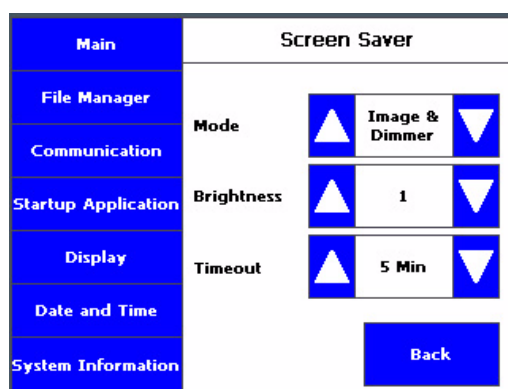 Main
File Manager
Communication
Startup Application
Display
Date and Time
System Information
Screen Saver
Mode
Image &
Dimmer
Brightness
1
Timeout
5 Min
Back